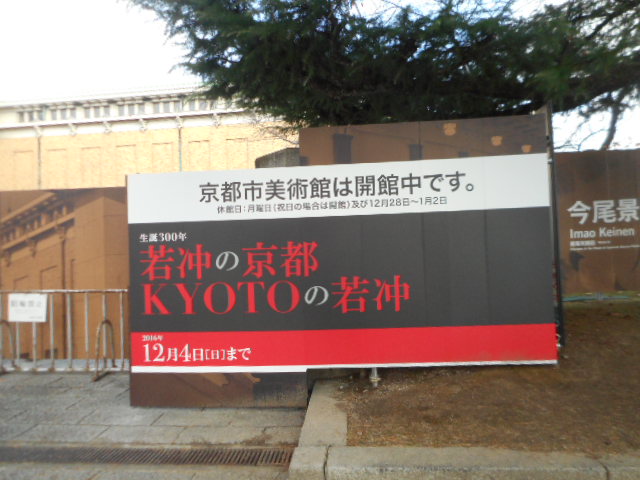 京都市美術館は開館中です。
休館日：月曜日（祝日の場合は開館）及び12月28日～1月2日
生誕300年
若冲の京都
KYOTOの若冲
2016年
12月4日［日］まで
今尾景
Imao Keinen